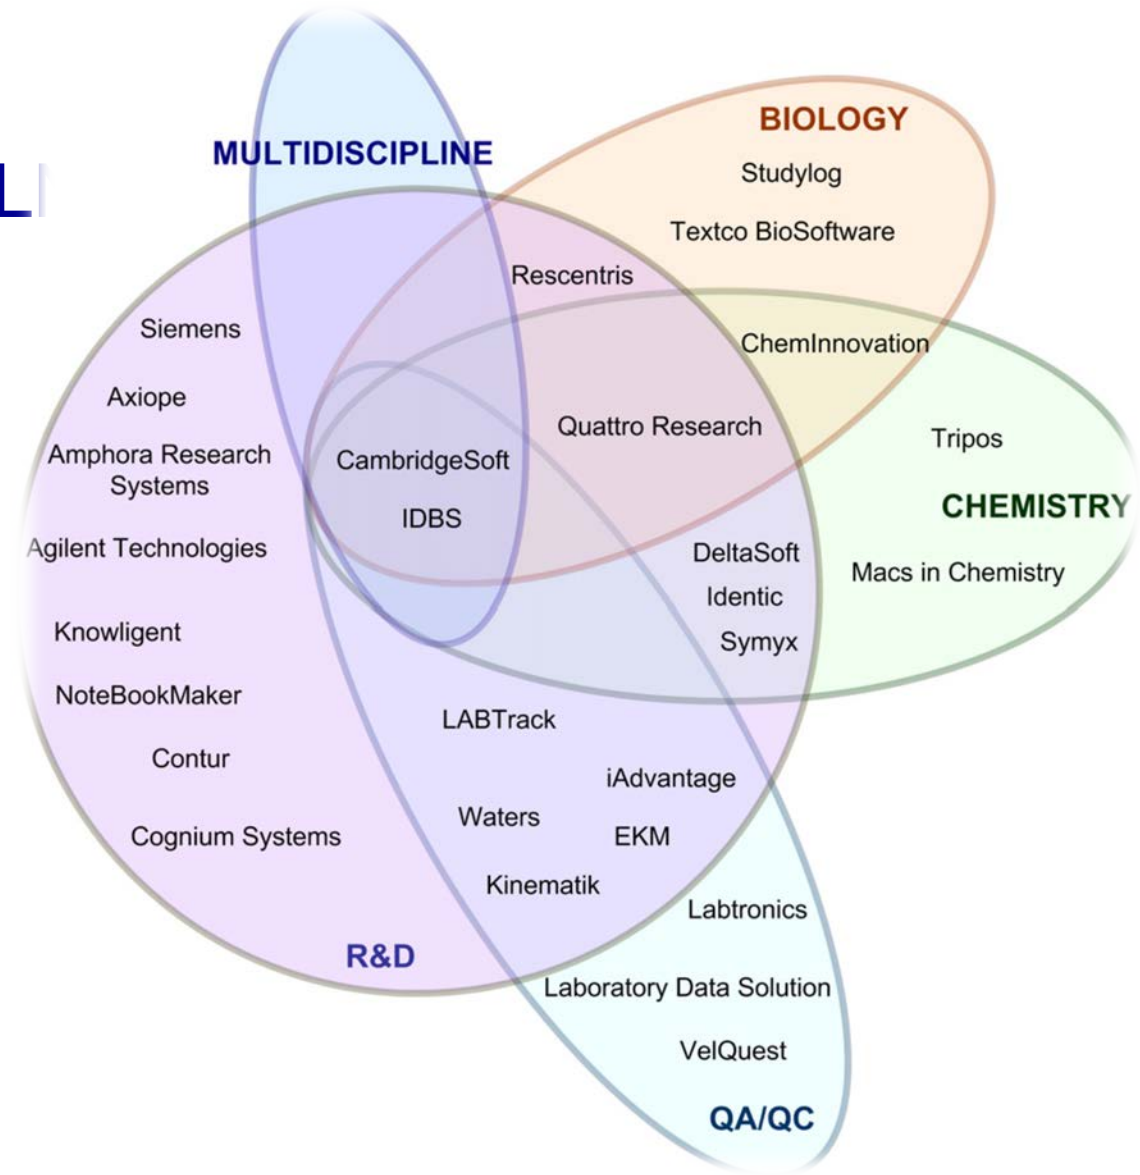 LI
MULTIDISCIPLINE
BIOLOGY
Studylog
Textco BioSoftware
Rescentris
Siemens
ChemInnovation
Axiope
Quattro Research
Tripos
Amphora Research
Systems
CambridgeSoft
CHEMISTRY
IDBS
Agilent Technologies
DeltaSoft
Macs in Chemistry
Identic
Knowligent
Symyx
NoteBookMaker
LABTrack
Contur
iAdvantage
Waters
EKM
Cognium Systems
Kinematik
Labtronics
R&D
Laboratory Data Solution
VelQuest
QA/QC